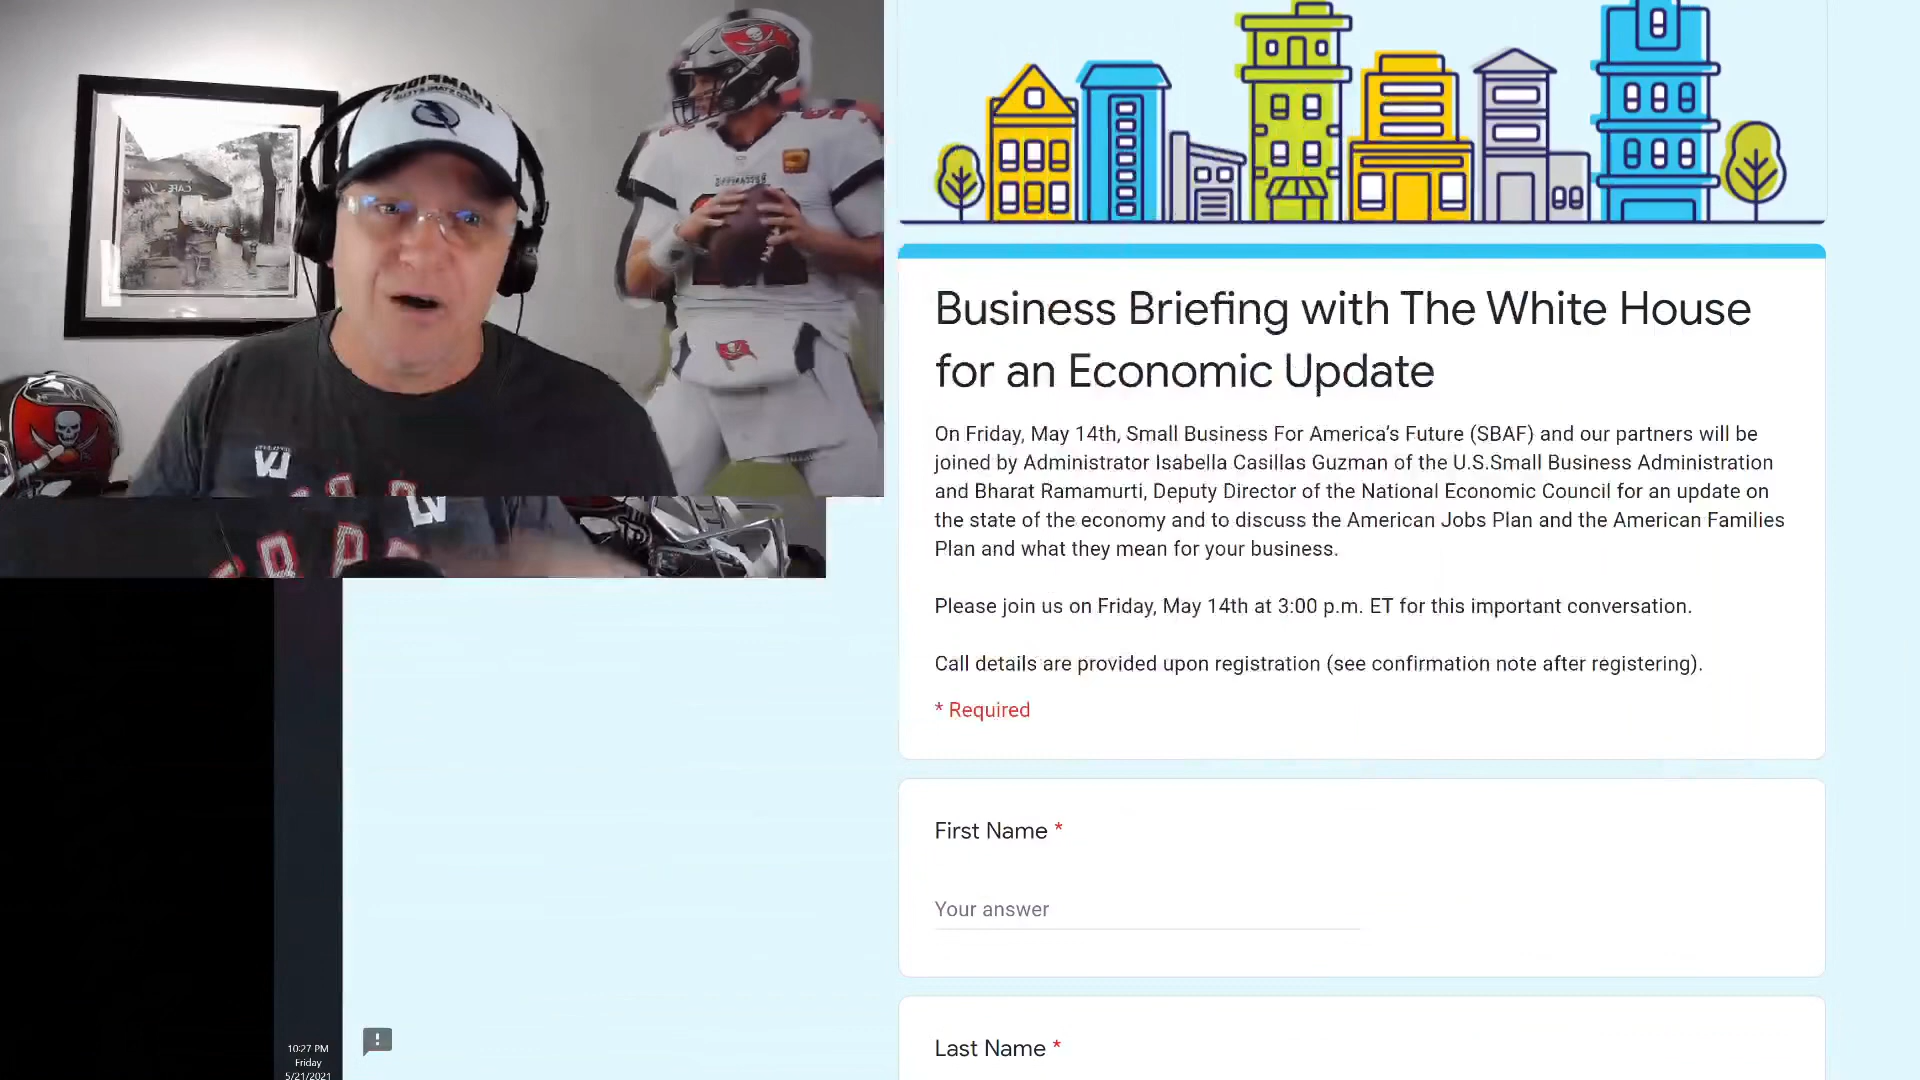 CHAMPIONS
CAFE
LV
LV
Business Briefing with The White House
for an Economic Update
On Friday, May 14th, Small Business For America’s Future (SBAF) and our partners will be
joined by Administrator Isabella Casillas Guzman of the U.S.Small Business Administration
and Bharat Ramamurti, Deputy Director of the National Economic Council for an update on
the state of the economy and to discuss the American Jobs Plan and the American Families
Plan and what they mean for your business.
Please join us on Friday, May 14th at 3:00 p.m. ET for this important conversation.
Call details are provided upon registration (see confirmation note after registering).
* Required
First Name *
Your answer
Last Name *
10:27 PM
Friday
5/21/2021